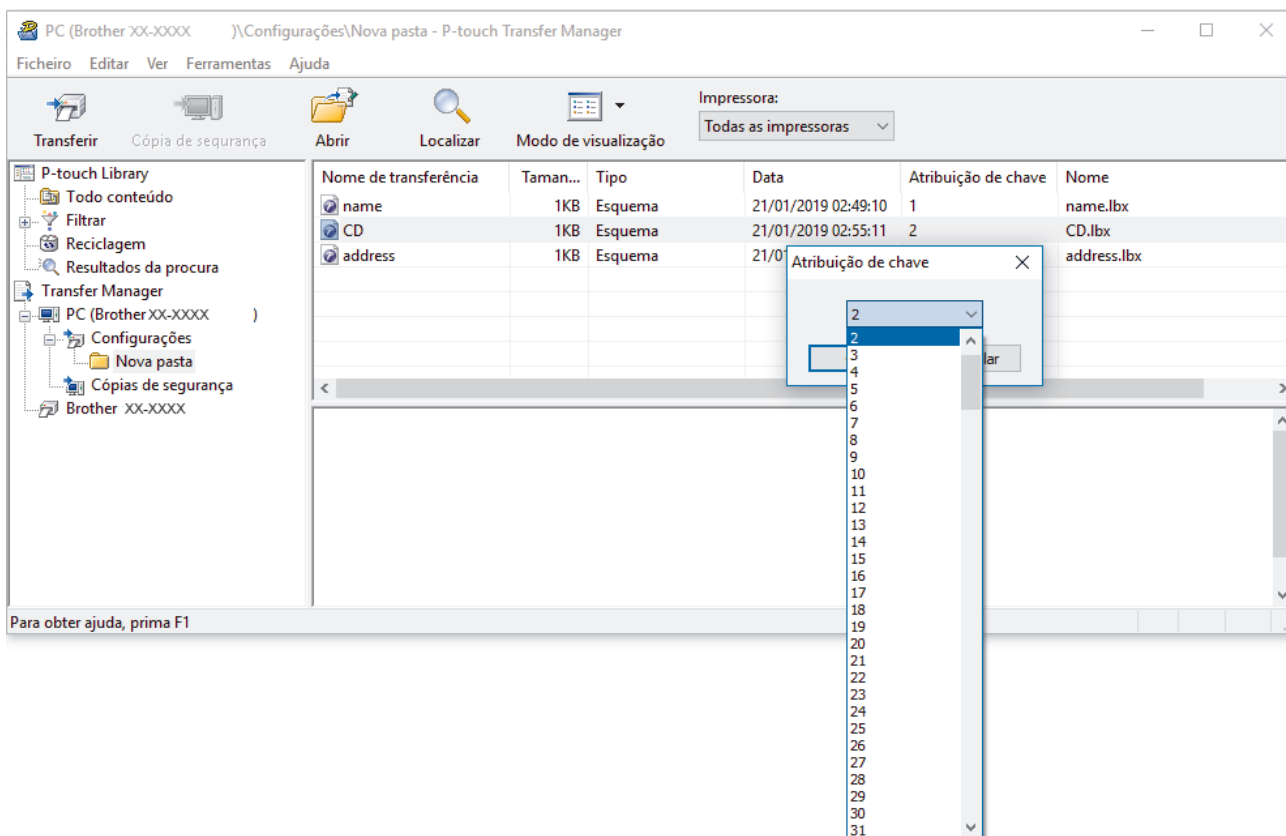 PC (Brother XX-XXXX )\Configurações\Nova pasta - P-touch Transfer Manager
Ficheiro Editar Ver Ferramentas Ajuda
Transferir Cópia de segurança Abrir Localizar Modo de visualização
Impressora:
Todas as impressoras
P-touch Library
Todo conteúdo
Filtrar
Reciclagem
Resultados da procura
Transfer Manager
PC (Brother XX-XXXX )
Configurações
Nova pasta
Cópias de segurança
Brother XX-XXXX
Nome de transferência Taman... Tipo Data Atribuição de chave Nome
name 1KB Esquema 21/01/2019 02:49:10 1 name.lbx
CD 1KB Esquema 21/01/2019 02:55:11 2 CD.lbx
address 1KB Esquema address.lbx
Atribuição de chave
2
2
3
4
5
6
7
8
9
10
11
12
13
14
15
16
17
18
19
20
21
22
23
24
25
26
27
28
29
30
31
Para obter ajuda, prima F1